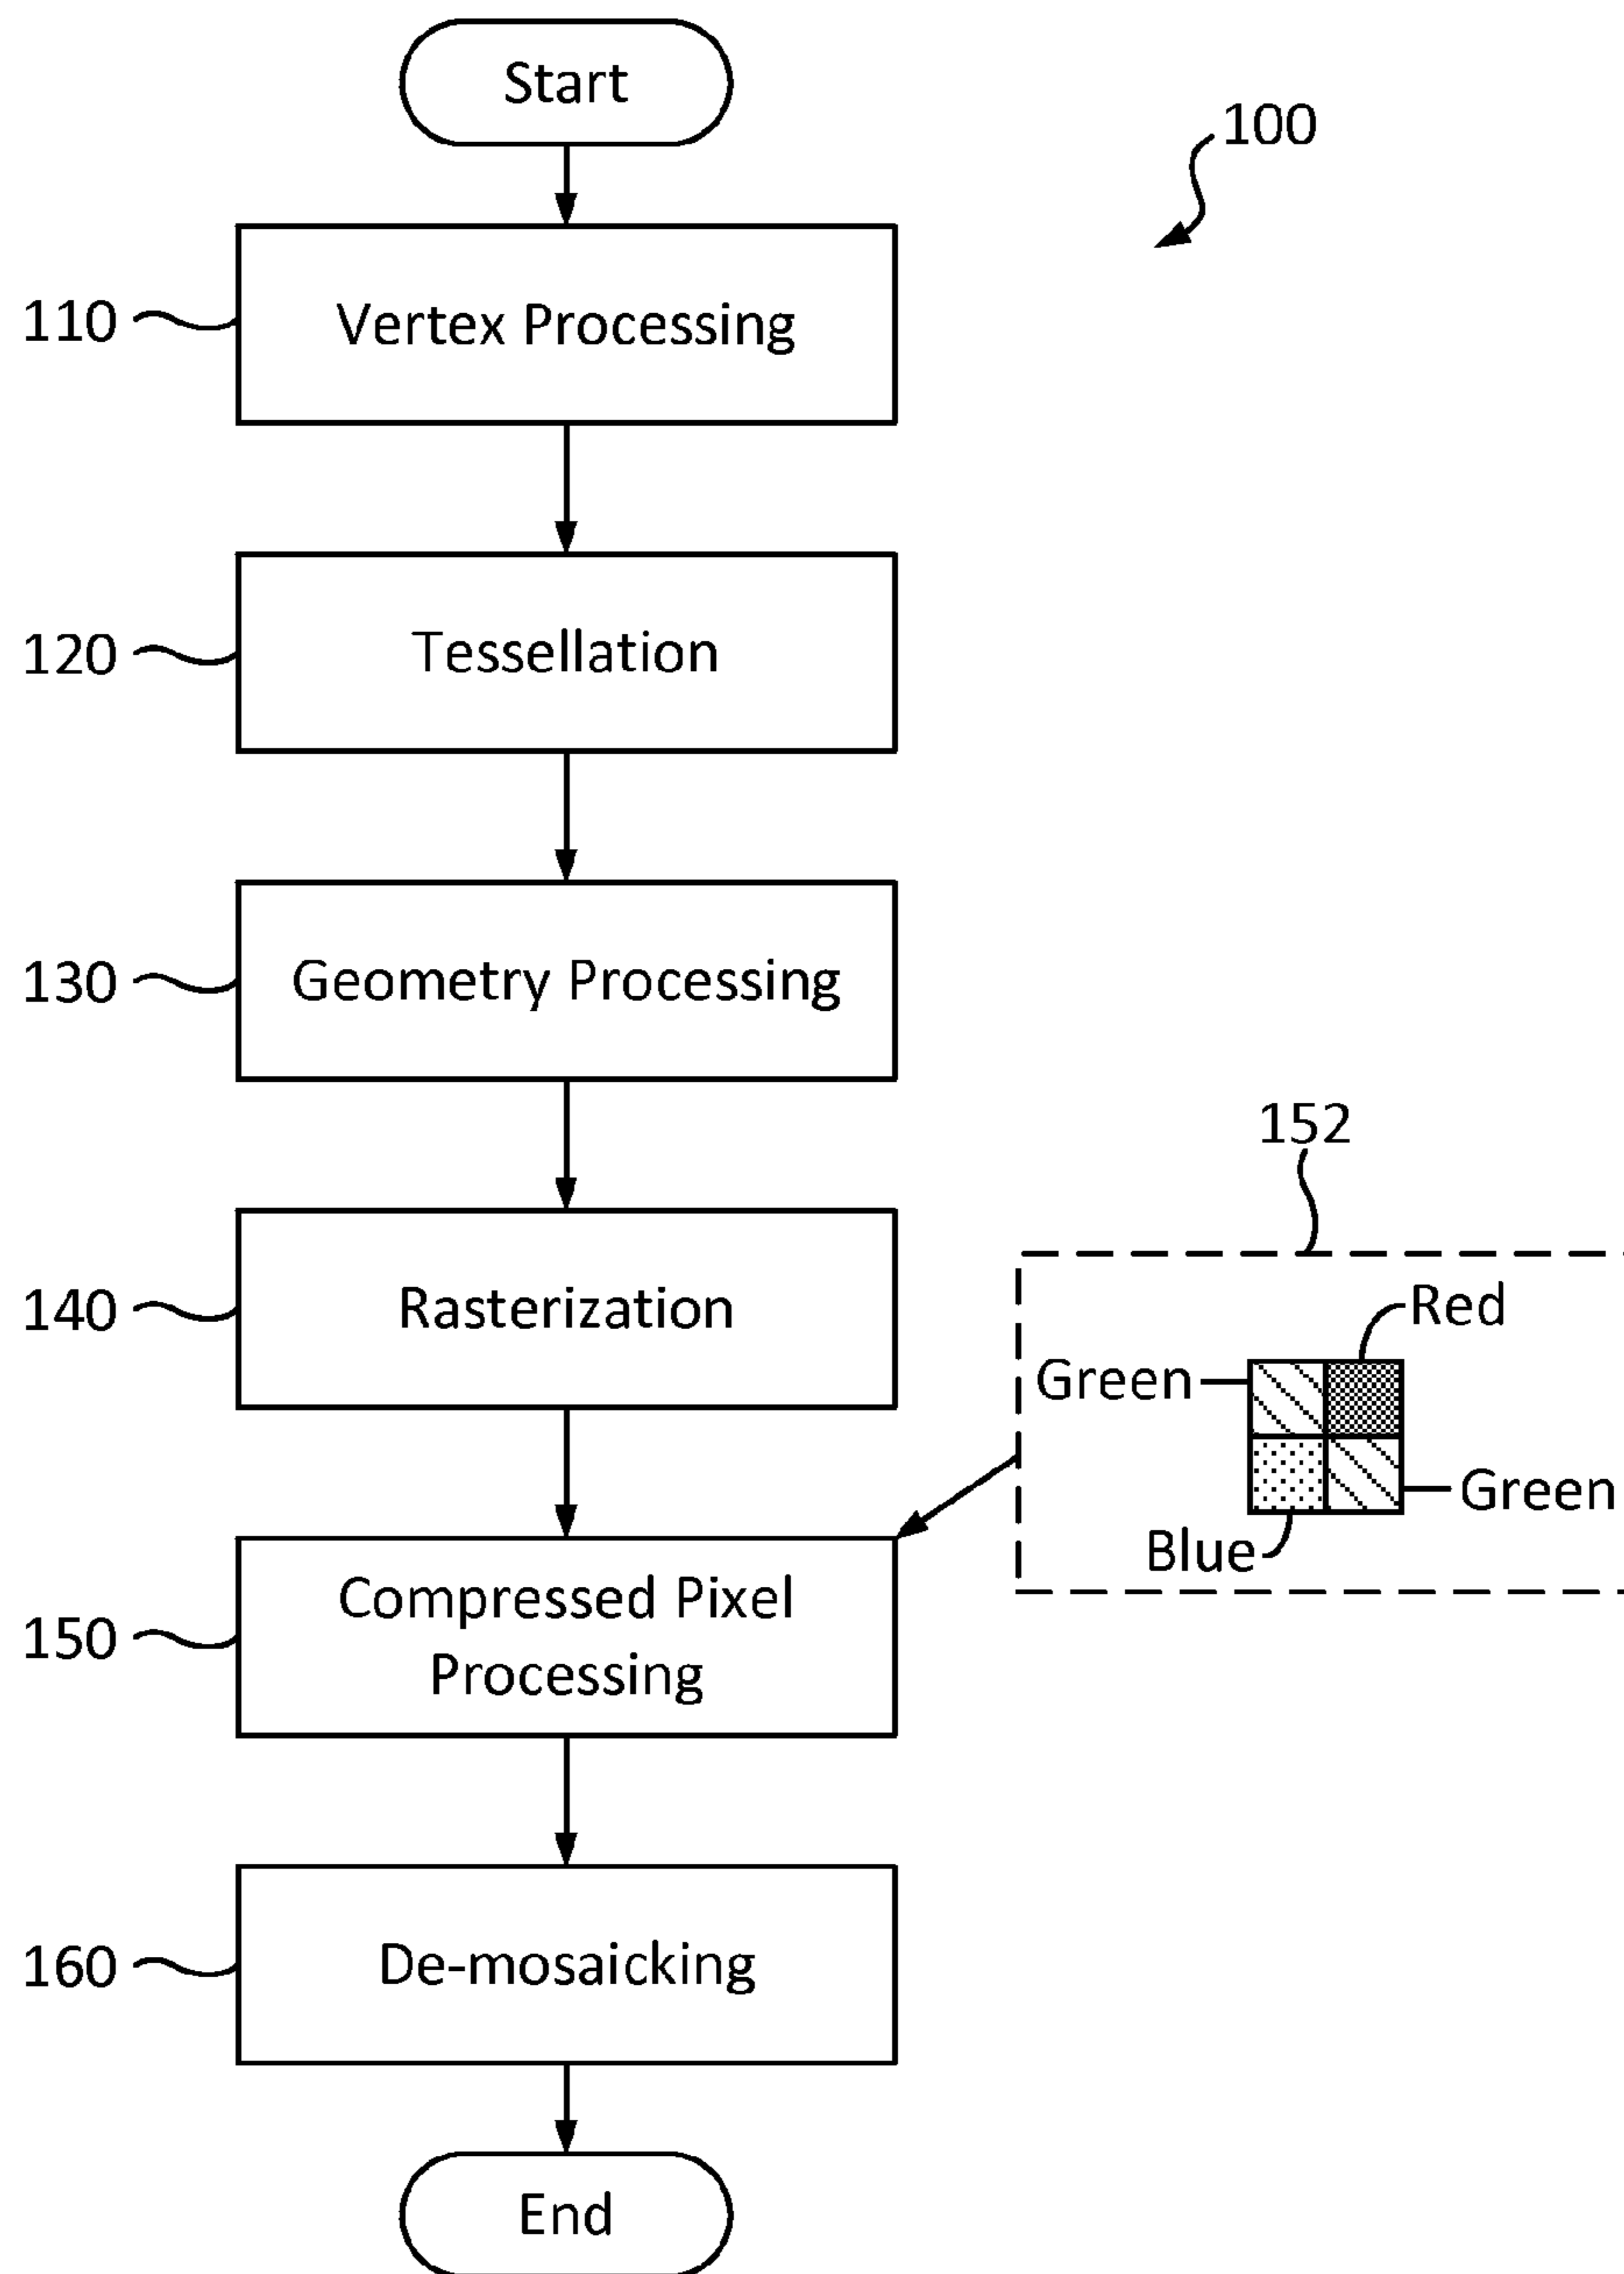 Start
100
110
Vertex Processing
120
Tessellation
130
Geometry Processing
152
140
Rasterization
Red
Green
Green
Blue
150
Compressed Pixel
Processing
160
De-mosaicking
End